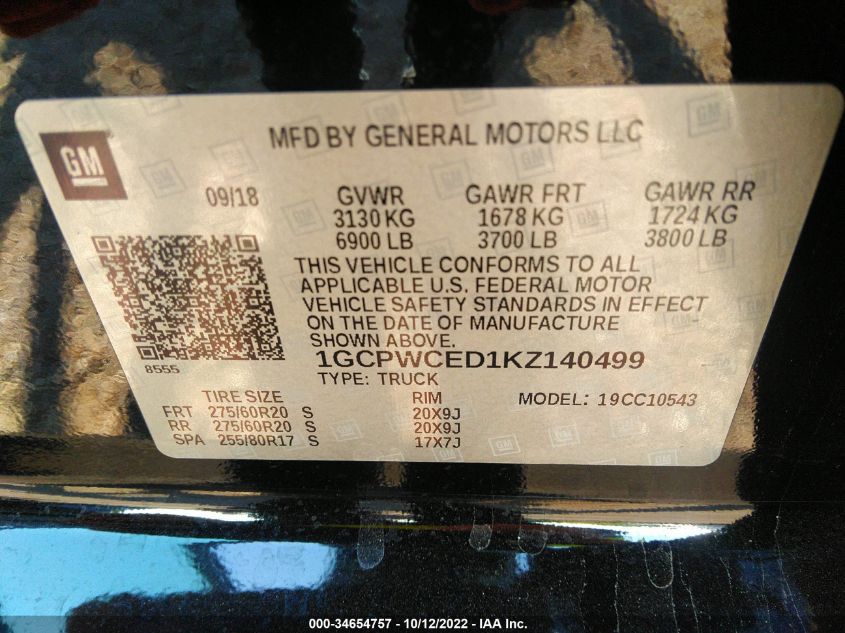 GM
MFD BY GENERAL MOTORS LLC
09/18 GVWR GAWR FRT GAWR RR
3130 KG 1678 KG 1724 KG
6900 LB 3700 LB 3800 LB
THIS VEHICLE CONFORMS TO ALL
APPLICABLE U.S. FEDERAL MOTOR
VEHICLE SAFETY STANDARDS IN EFFECT
ON THE DATE OF MANUFACTURE
SHOWN ABOVE.
8555 1GCPWCED1KZ140499
TYPE: TRUCK
TIRE SIZE RIM MODEL: 19CC10543
FRT 275/60R20 S 20X9J
RR 275/60R20 S 20X9J
SPA 255/80R17 S 17X7J
000-34654757 - 10/12/2022 - IAA Inc.